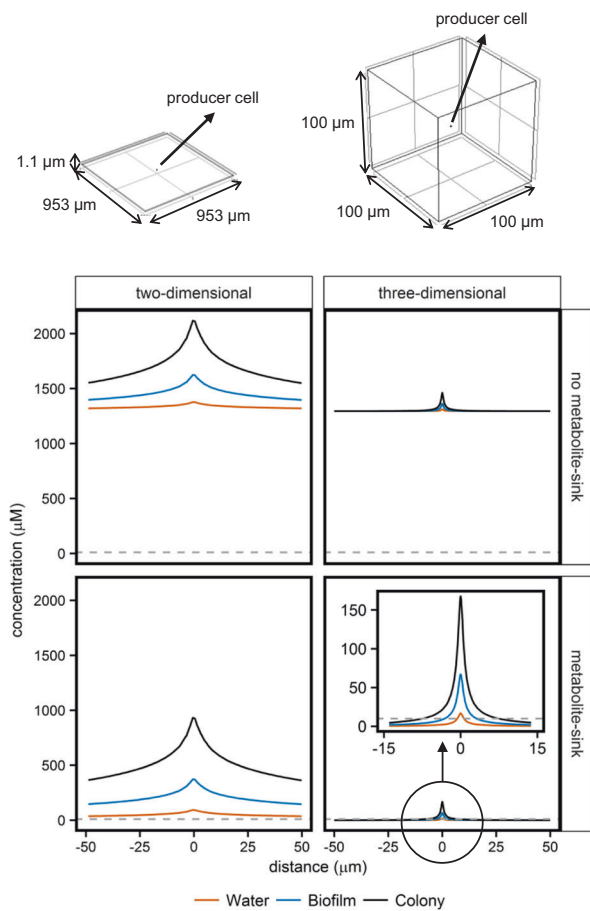 producer cell
producer cell
1.1 μm
953 μm
953 μm
100 μm
100 μm
100 μm
two-dimensional
three-dimensional
concentration (μM)
2000
1500
1000
500
0
no metabolite-sink
2000
1500
1000
500
0
150
100
50
0
-15
0
15
metabolite-sink
-50
-25
0
25
50
-50
-25
0
25
50
distance (μm)
Water
Biofilm
Colony